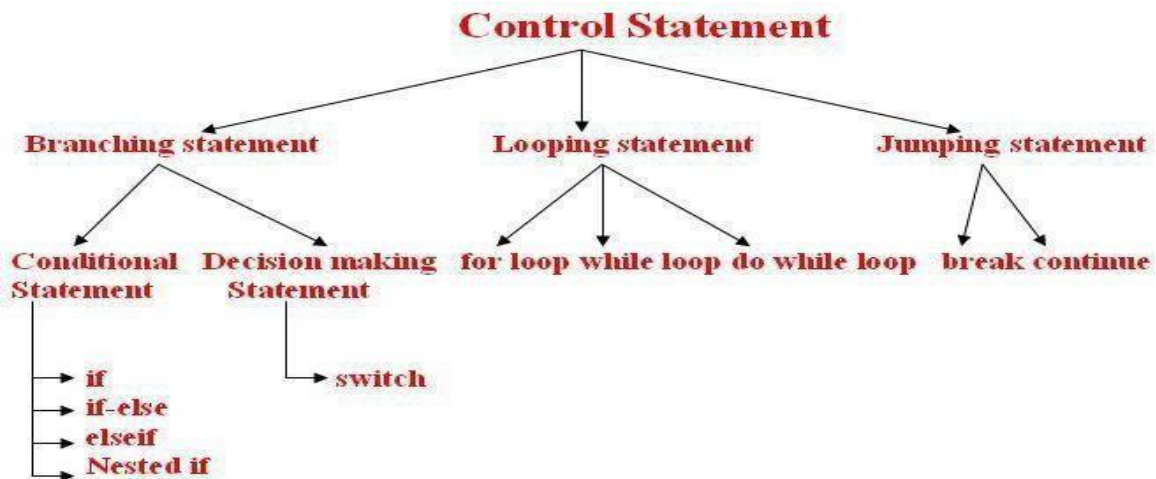 Control Statement
Branching statement
Looping statement
Jumping statement
Conditional
Statement
Decision making
Statement
for loop while loop do while loop
break continue
if
if-else
elseif
Nested if
switch